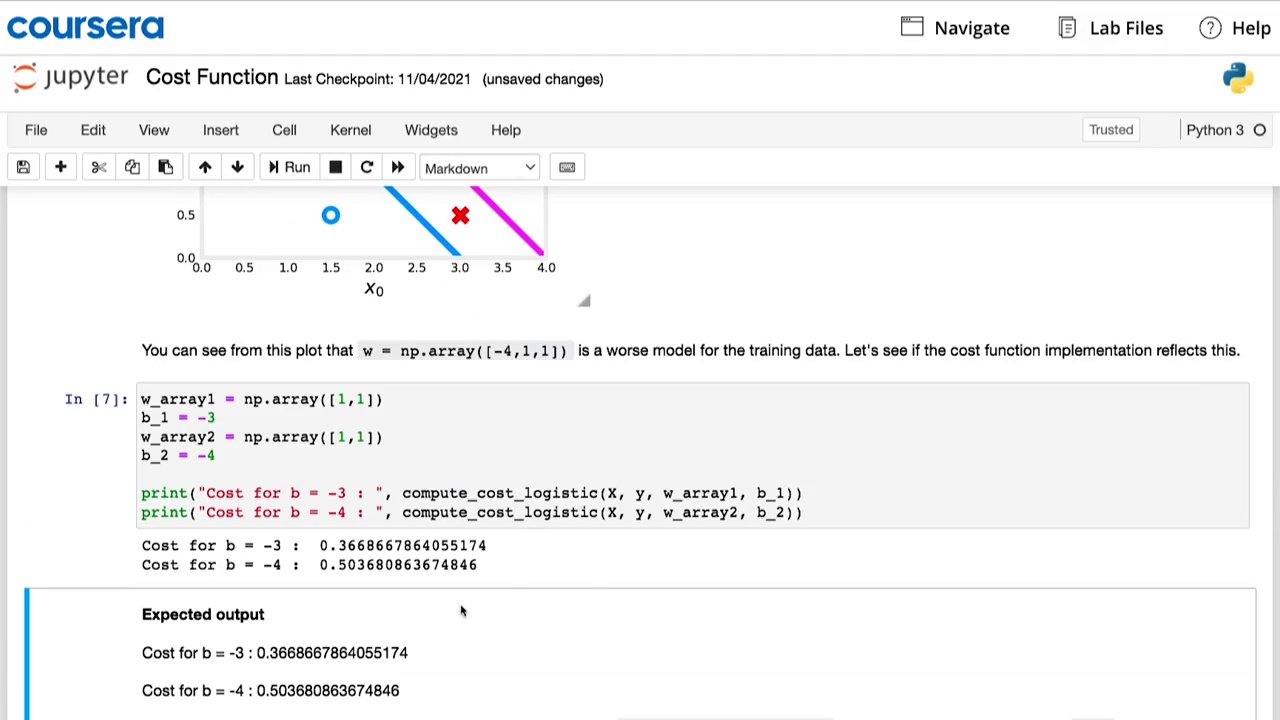 coursera
Navigate
Lab Files
? Help
jupyter Cost Function Last Checkpoint: 11/04/2021 (unsaved changes)
File Edit View Insert Cell Kernel Widgets Help
Trusted
Python 3
Run
Markdown
0.5
0.0
0.0 0.5 1.0 1.5 2.0 2.5 3.0 3.5 4.0
x0
You can see from this plot that w = np.array([-4,1,1]) is a worse model for the training data. Let's see if the cost function implementation reflects this.
In [7]: w_array1 = np.array([1,1])
b_1 = -3
w_array2 = np.array([1,1])
b_2 = -4
print("Cost for b = -3 : ", compute_cost_logistic(X, y, w_array1, b_1))
print("Cost for b = -4 : ", compute_cost_logistic(X, y, w_array2, b_2))
Cost for b = -3 :  0.3668667864055174
Cost for b = -4 :  0.503680863674846
Expected output
Cost for b = -3 : 0.3668667864055174
Cost for b = -4 : 0.503680863674846